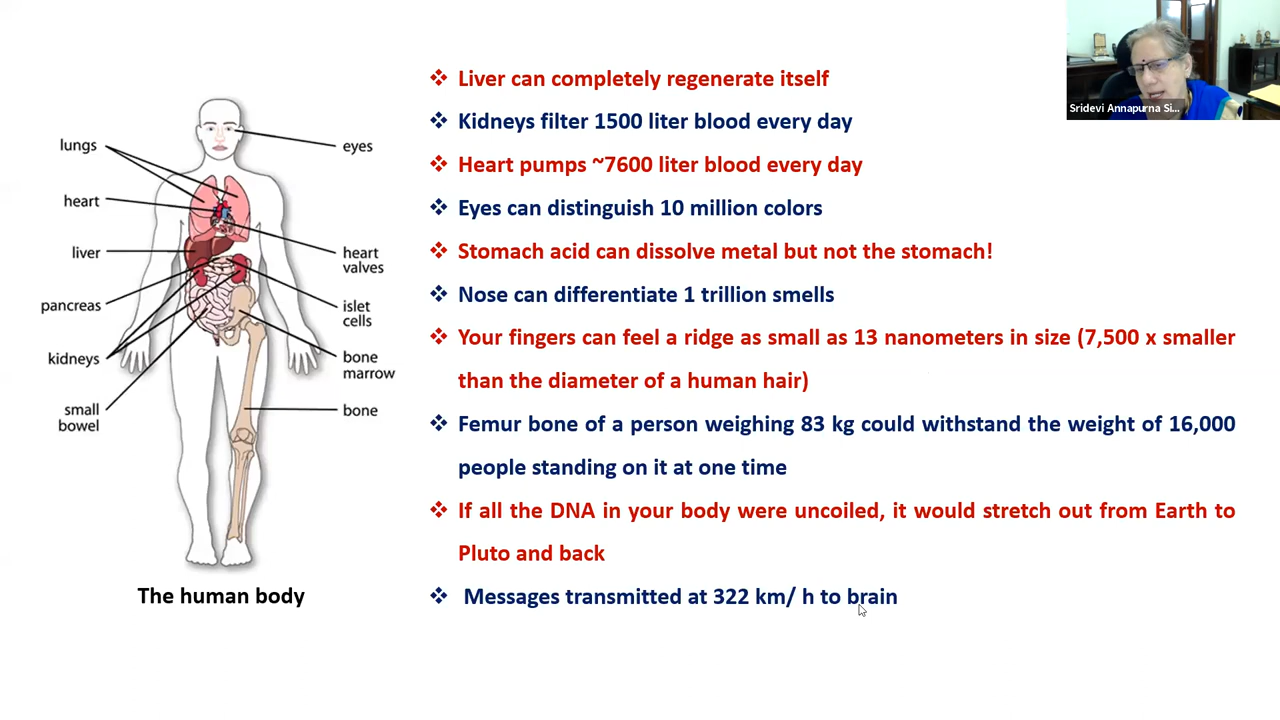 Sridevi Annapurna Si...
❖ Liver can completely regenerate itself
❖ Kidneys filter 1500 liter blood every day
❖ Heart pumps ~7600 liter blood every day
❖ Eyes can distinguish 10 million colors
❖ Stomach acid can dissolve metal but not the stomach!
❖ Nose can differentiate 1 trillion smells
❖ Your fingers can feel a ridge as small as 13 nanometers in size (7,500 x smaller
than the diameter of a human hair)
❖ Femur bone of a person weighing 83 kg could withstand the weight of 16,000
people standing on it at one time
❖ If all the DNA in your body were uncoiled, it would stretch out from Earth to
Pluto and back
❖ Messages transmitted at 322 km/ h to brain
lungs
heart
liver
pancreas
kidneys
small
bowel
eyes
heart
valves
islet
cells
bone
marrow
bone
The human body